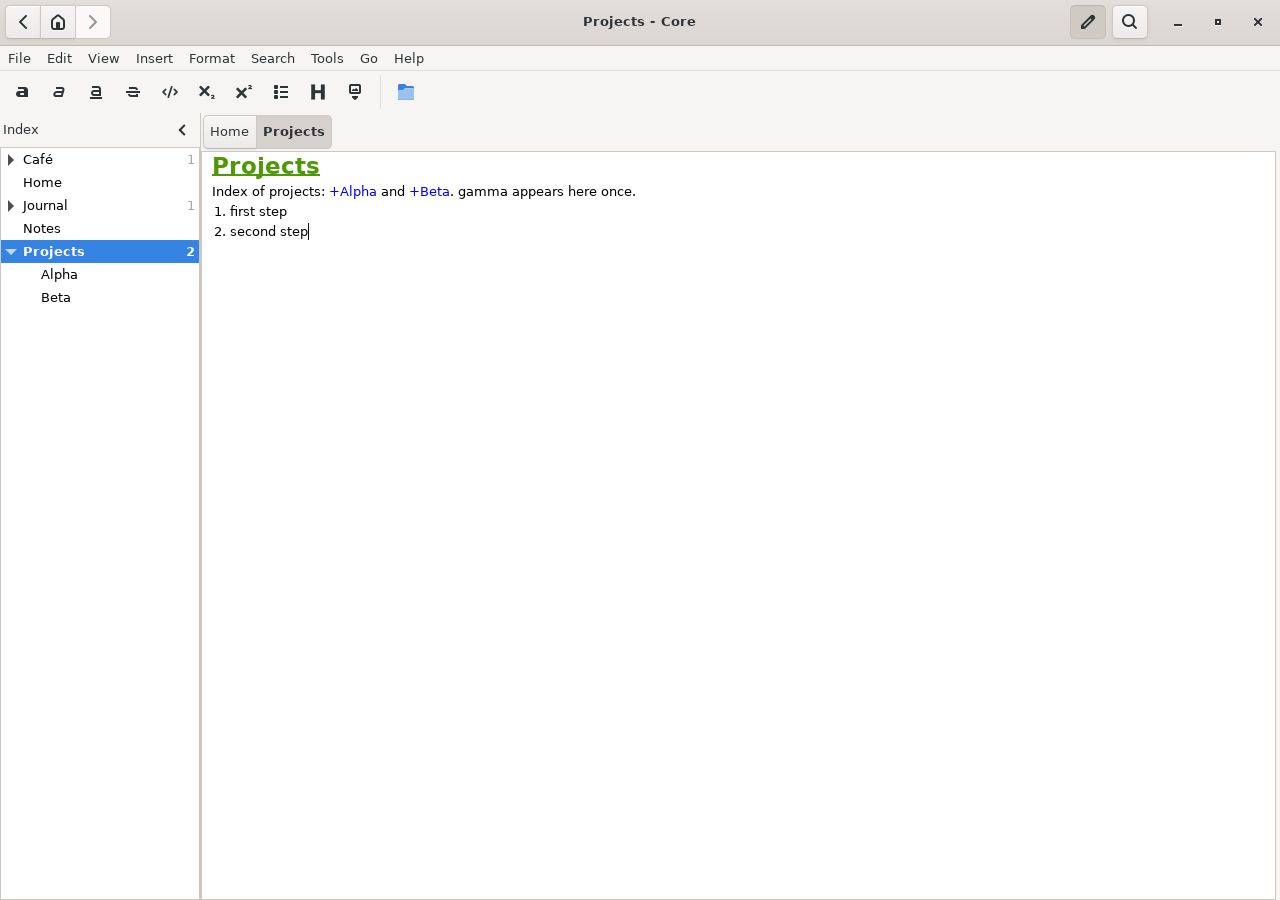 Projects - Core
File Edit View Insert Format Search Tools Go Help
Index
Home Projects
Café 1
Home
Journal 1
Notes
Projects 2
Alpha
Beta
Projects
Index of projects: +Alpha and +Beta. gamma appears here once.
1. first step
2. second step